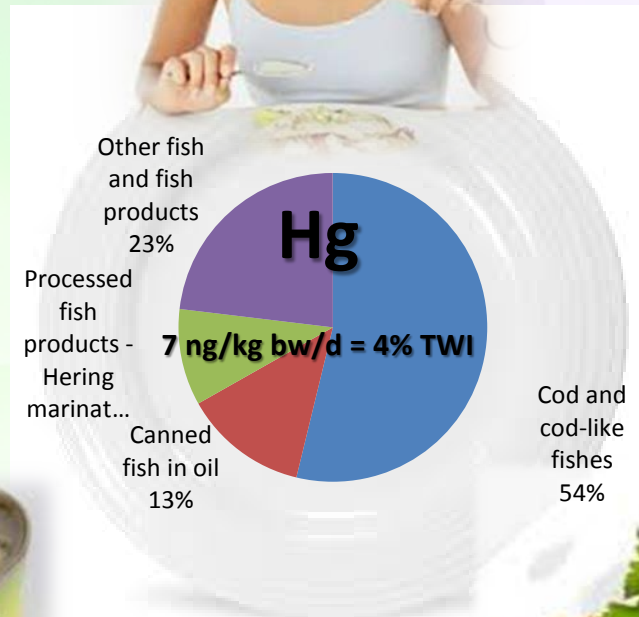 Other fish
and fish
products
23%
Hg
Processed
fish
products -
Hering
marinat…
7 ng/kg bw/d = 4% TWI
Canned
fish in oil
13%
Cod and
cod-like
fishes
54%